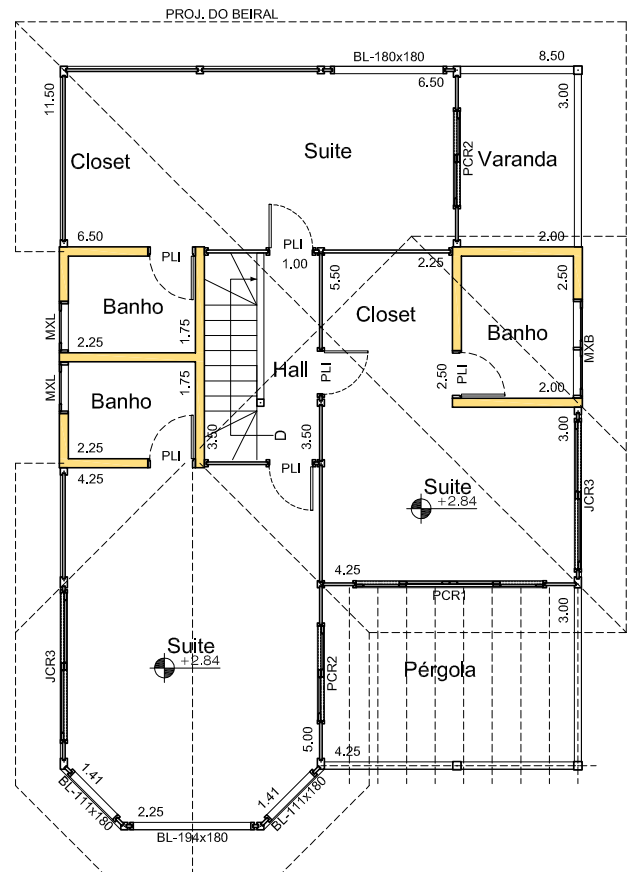 PROJ. DO BEIRAL
BL-180x180
8.50
11.50
6.50
3.00
Closet
Suite
PCR2
Varanda
6.50
PLI
PLI
1.00
2.25
2.00
5.50
2.50
MXL
Banho
1.75
2.25
Closet
Banho
MXB
Hall
PLI
2.50
PLI
MXL
1.75
Banho
2.00
3.50
D
3.50
3.00
2.25
PLI
PLI
4.25
Suite
+2.84
JCR3
4.25
PCR1
3.00
JCR3
Suite
+2.84
PCR2
Pérgola
5.00
4.25
1.41
1.41
BL-111x180
2.25
BL-111x180
BL-194x180